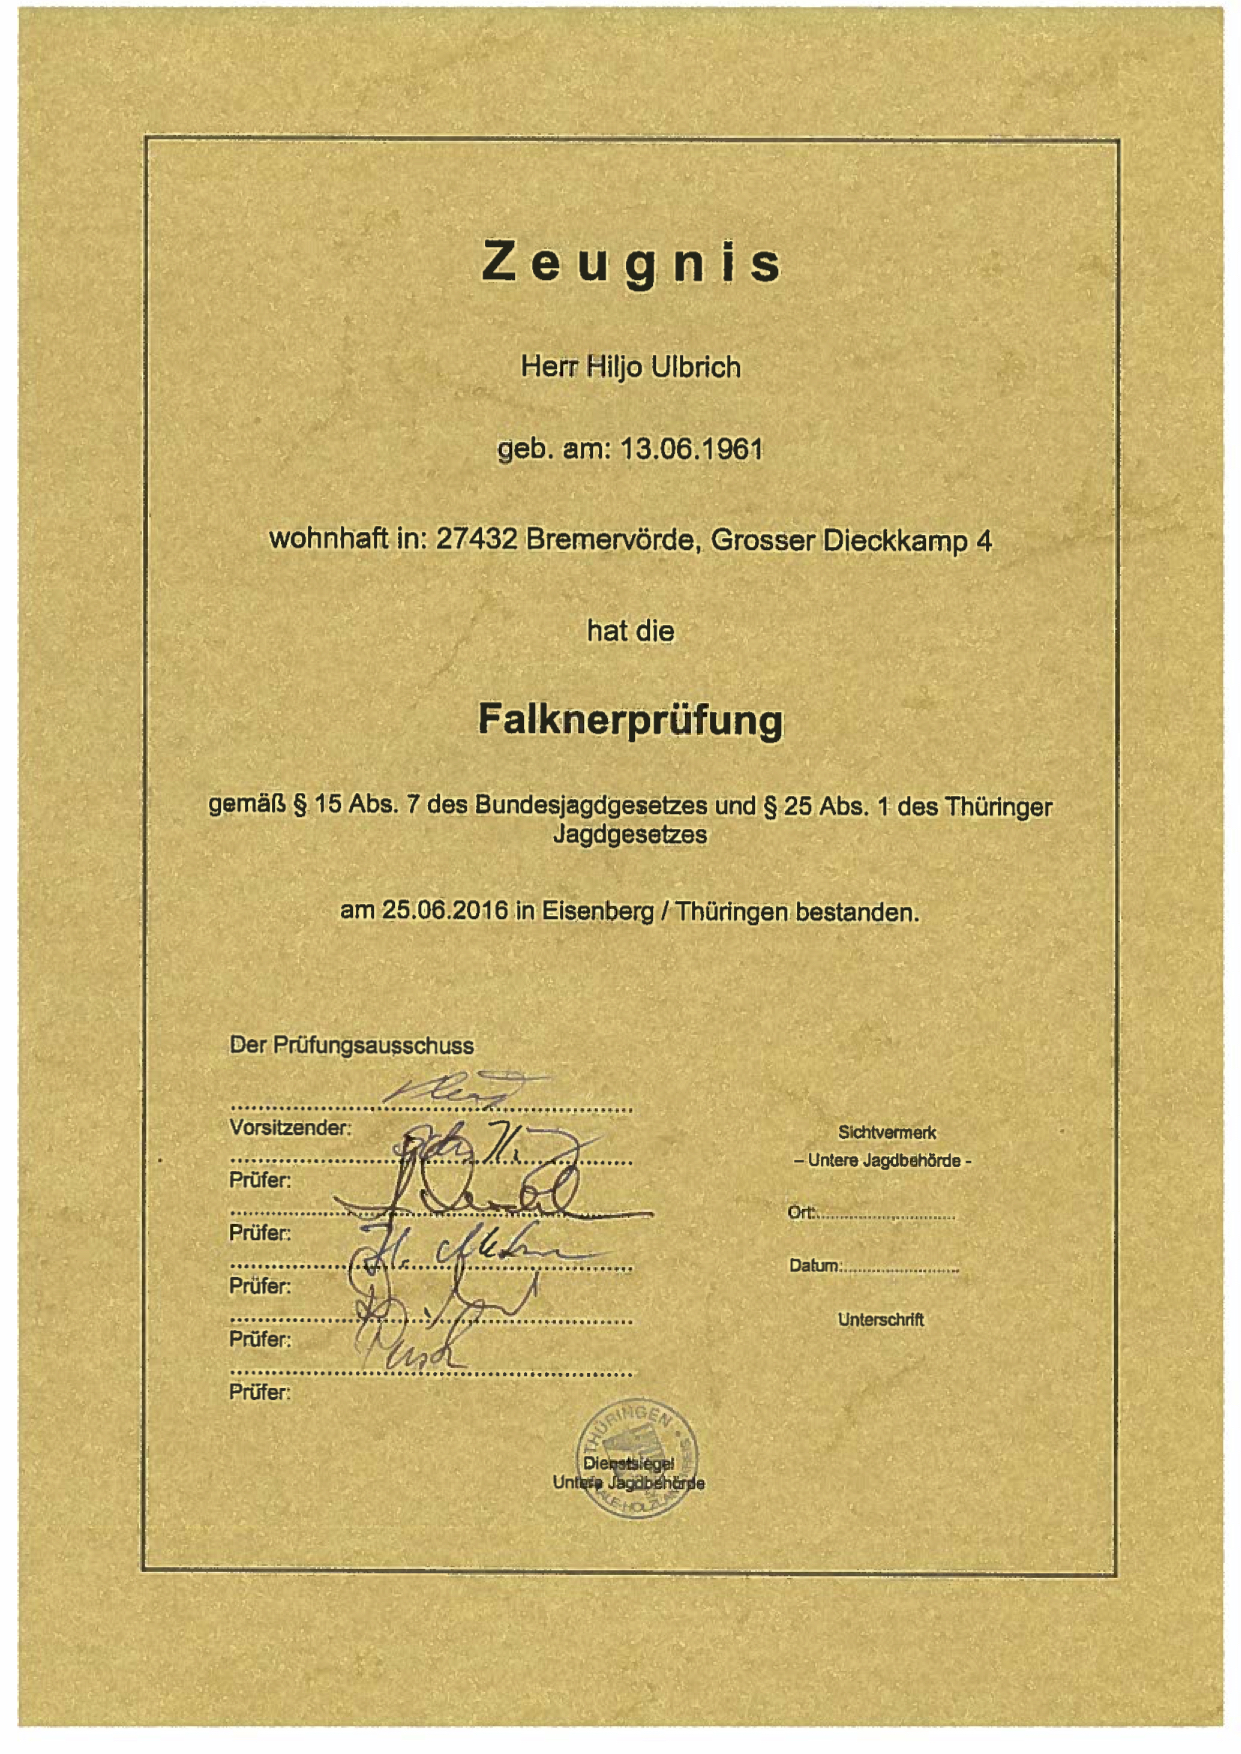 Zeugnis
Herr Hiljo Ulbrich
geb. am: 13.06.1961
wohnhaft in: 27432 Bremervörde, Grosser Dieckkamp 4
hat die
Falknerprüfung
gemäß § 15 Abs. 7 des Bundesjagdgesetzes und § 25 Abs. 1 des Thüringer
Jagdgesetzes
am 25.06.2016 in Eisenberg / Thüringen bestanden.
Der Prüfungsausschuss
Vorsitzender:
Prüfer:
Prüfer:
Prüfer:
Prüfer:
Prüfer:
Sichtvermerk
– Untere Jagdbehörde -
Ort:
Datum:
Unterschrift
THÜRINGEN
Dienstsiegel
Untere Jagdbehörde